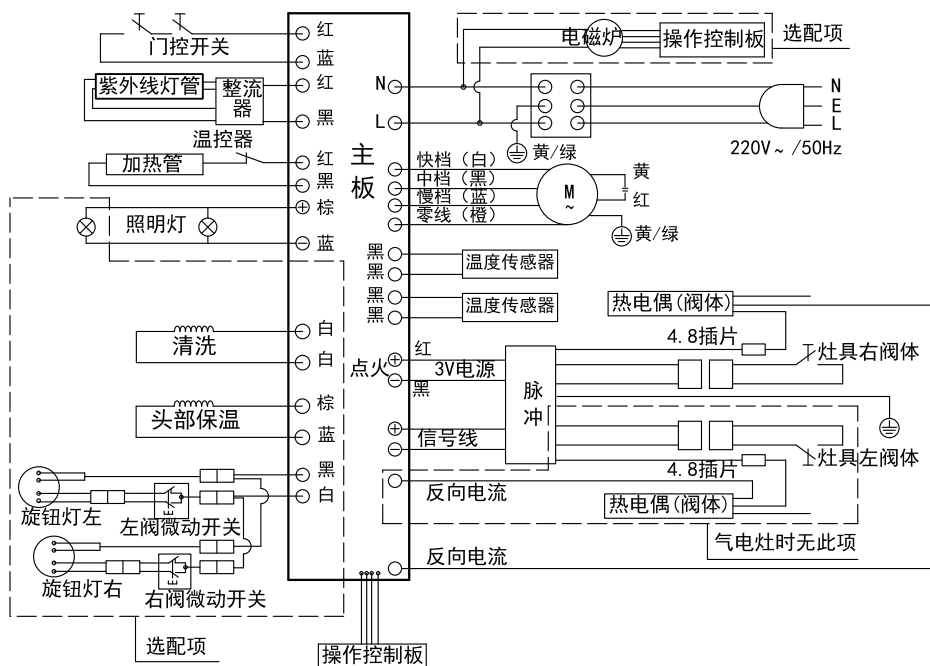 门控开关
红
蓝
紫外线灯管
整流器
红
黑
温控器
加热管
红
黑
照明灯
棕
蓝
清洗
白
白
头部保温
棕
蓝
黑
白
旋钮灯左
左阀微动开关
E
旋钮灯右
右阀微动开关
E
选配项
主板
N
L
点火
操作控制板
电磁炉
操作控制板
选配项
N
E
L
220V~/50Hz
黄/绿
快档（白）
中档（黑）
慢档（蓝）
零线（橙）
M
~
黄
红
黄/绿
黑
黑
温度传感器
黑
黑
温度传感器
热电偶(阀体)
4.8插片
红
3V电源
黑
脉冲
灶具右阀体
信号线
灶具左阀体
4.8插片
反向电流
热电偶(阀体)
气电灶时无此项
反向电流